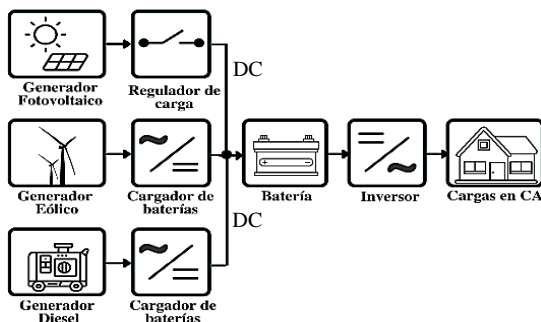 Generador
Fotovoltaico
Regulador de
carga
DC
Generador
Eólico
Cargador de
baterías
Batería
Inversor
Cargas en CA
DC
Generador
Diesel
Cargador de
baterías